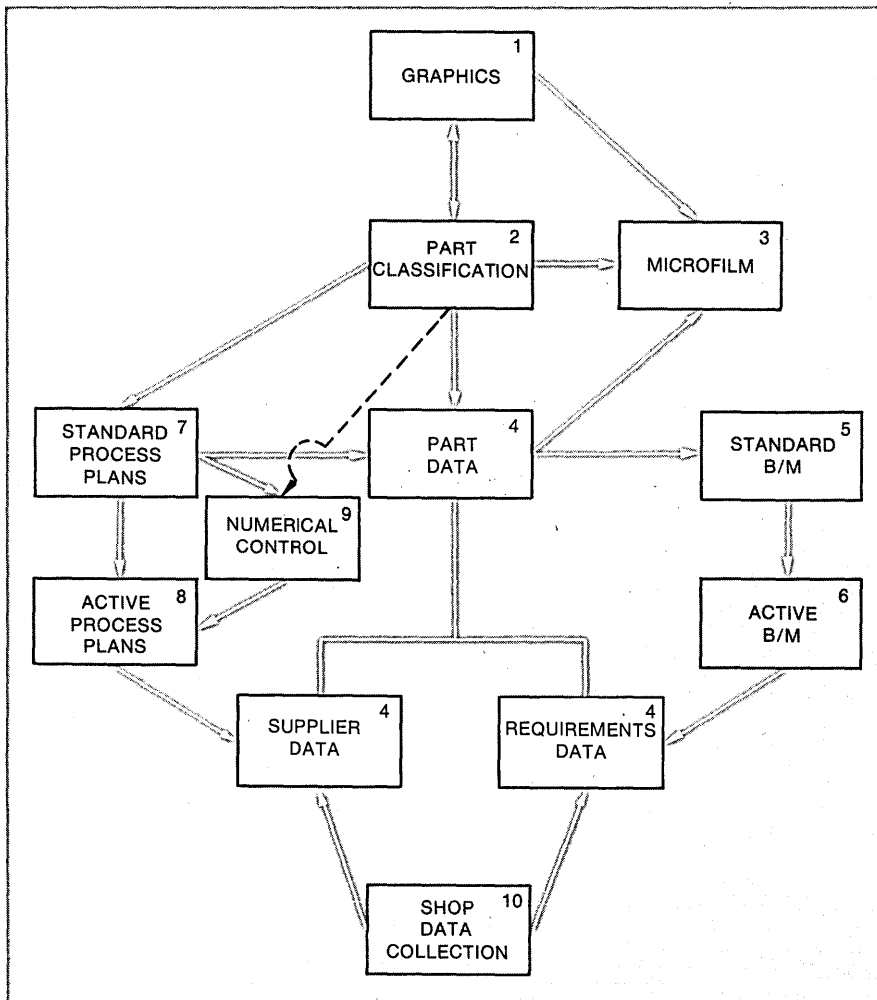 1
GRAPHICS
2
PART
CLASSIFICATION
3
MICROFILM
7
STANDARD
PROCESS
PLANS
4
PART
DATA
5
STANDARD
B/M
9
NUMERICAL
CONTROL
8
ACTIVE
PROCESS
PLANS
6
ACTIVE
B/M
4
SUPPLIER
DATA
4
REQUIREMENTS
DATA
10
SHOP
DATA
COLLECTION